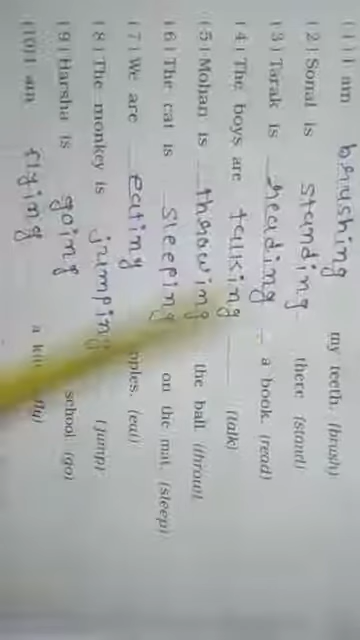 (1) I am brushing my teeth. (brush)
(2) Sonal is standing there. (stand)
(3) Tarak is reading a book. (read)
(4) The boys are talking (talk)
(5) Mohan is throwing the ball. (throw)
(6) The cat is sleeping on the mat. (sleep)
(7) We are eating (eat)
(8) The monkey is jumping (jump)
(9) Harsha is going school. (go)
(10) I am flying a